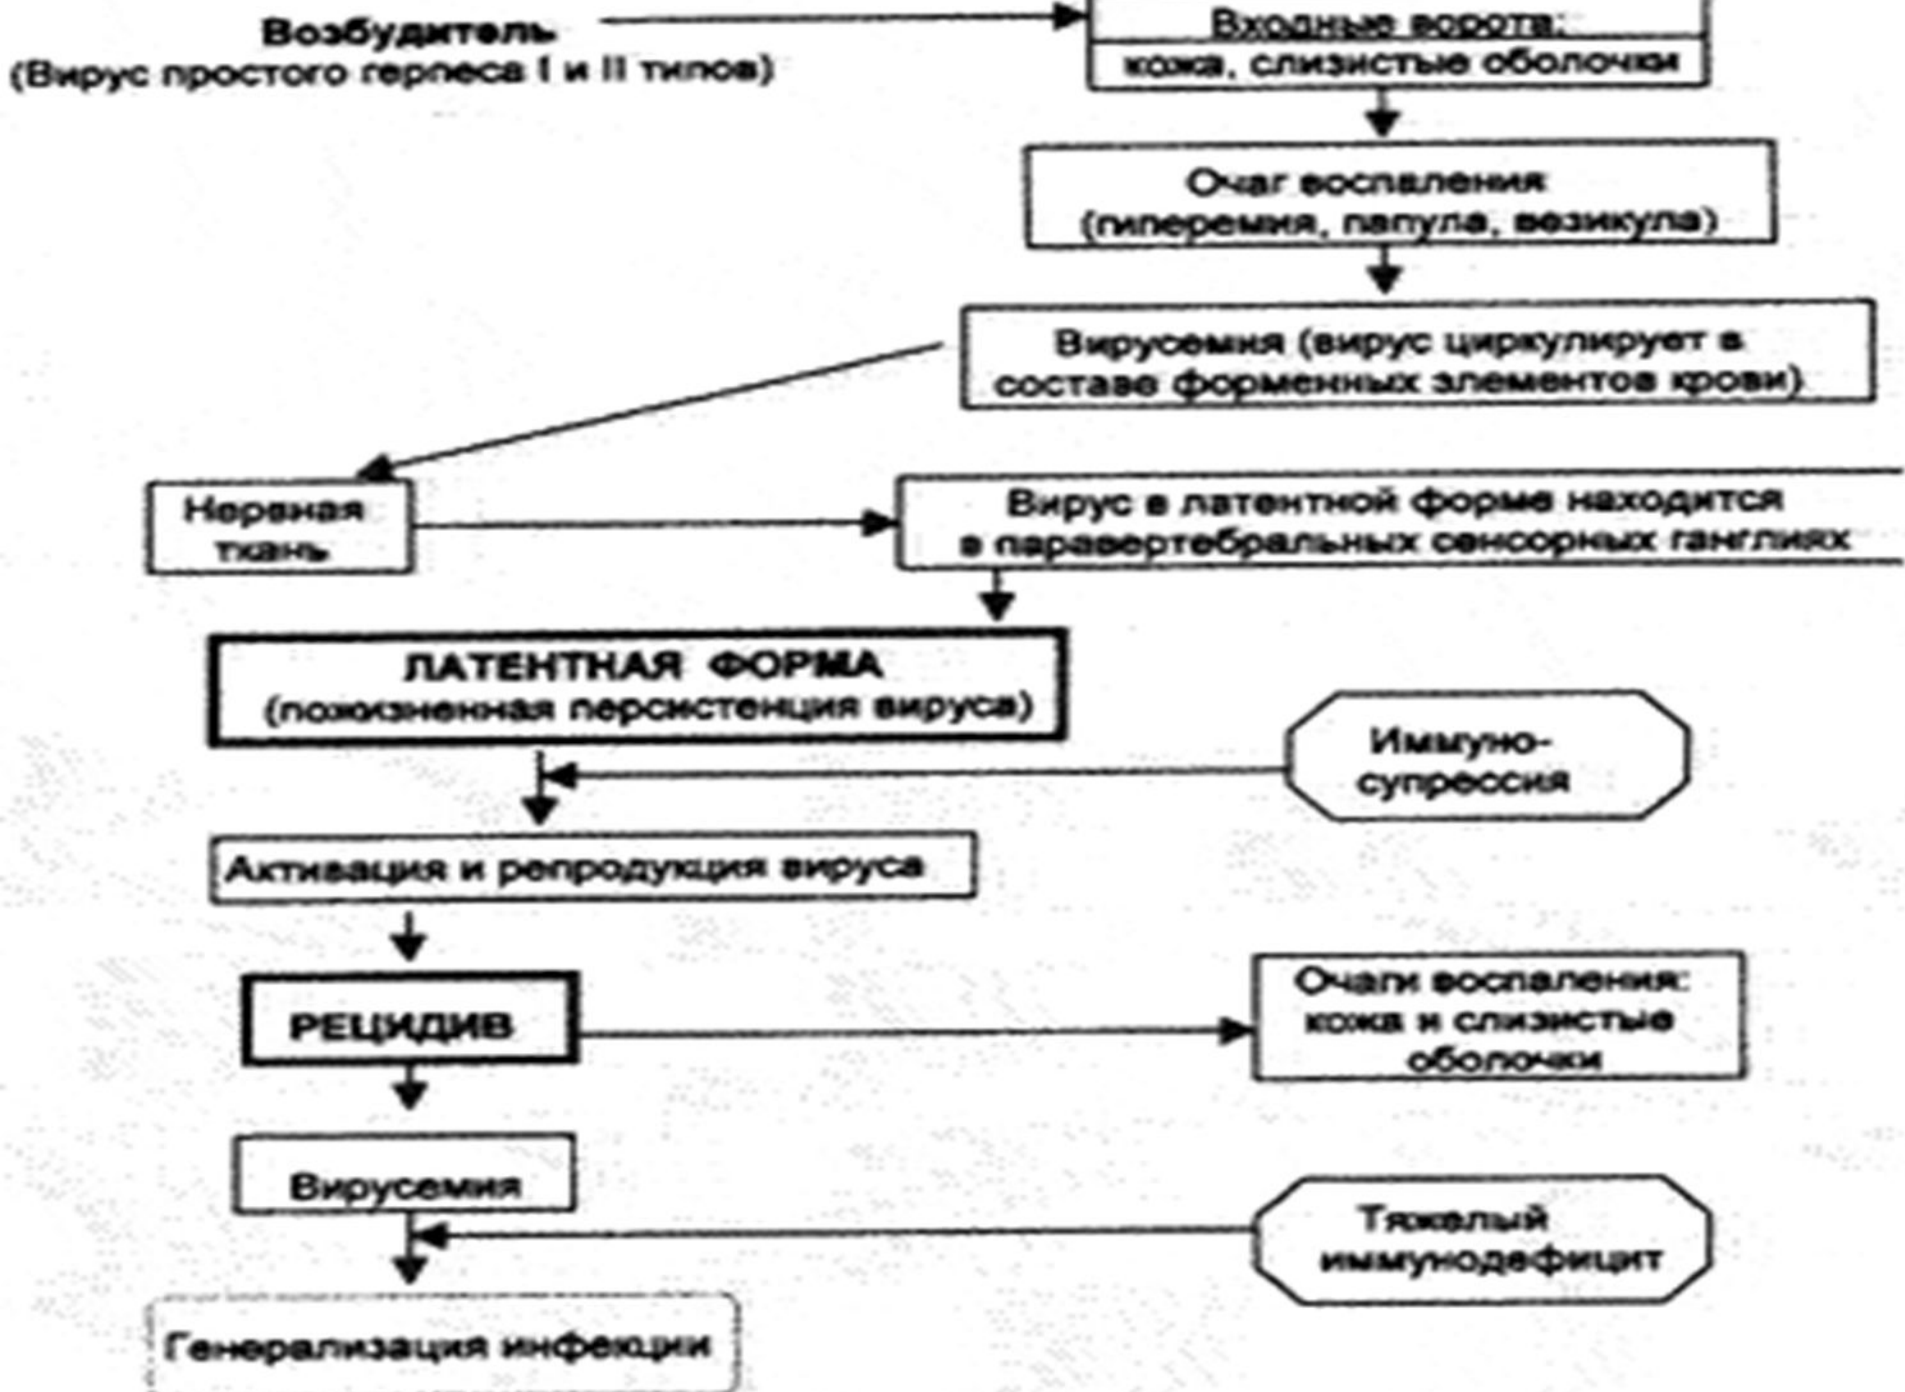 Возбудитель
(Вирус простого герпеса I и II типов)
Входные ворота:
кожа, слизистые оболочки
Очаг воспаления
(гиперемия, папула, везикула)
Вирусемия (вирус циркулирует в
составе форменных элементов крови)
Нервная
ткань
Вирус в латентной форме находится
в паравертебральных сенсорных ганглиях
ЛАТЕНТНАЯ ФОРМА
(пожизненная персистенция вируса)
Иммуно-
супрессия
Активация и репродукция вируса
РЕЦИДИВ
Очаги воспаления:
кожа и слизистые
оболочки
Вирусемия
Тяжелый
иммунодефицит
Генерализация инфекции